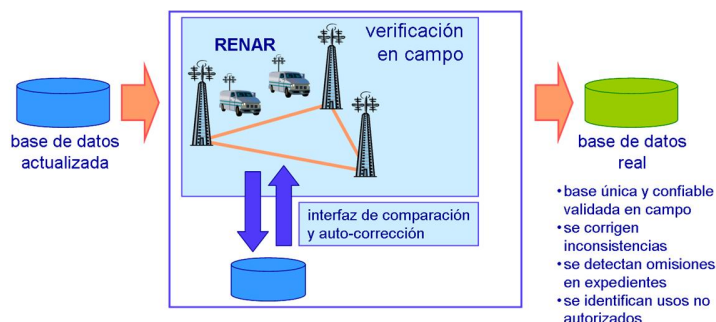 base de datos
actualizada
RENAR
verificación
en campo
interfaz de comparación
y auto-corrección
base de datos
real
•base única y confiable
validada en campo
•se corrigen
inconsistencias
•se detectan omisiones
en expedientes
•se identifican usos no
autorizados